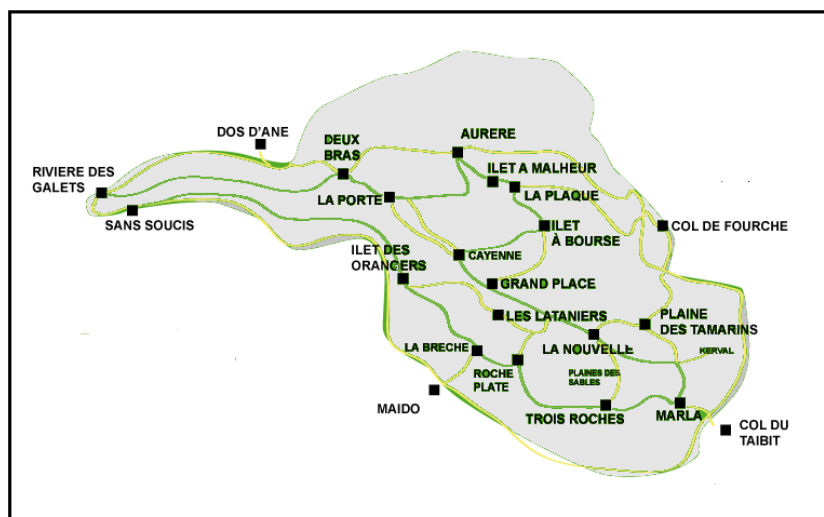 DOS D'ANE
DEUX
BRAS
AURERE
RIVIERE DES
GALETS
ILET A MALHEUR
LA PLAQUE
LA PORTE
SANS SOUCIS
ILET
À BOURSE
COL DE FOURCHE
ILET DES
ORANGERS
CAYENNE
GRAND PLACE
LES LATANIERS
PLAINE
DES TAMARINS
LA BRECHE
LA NOUVELLE
KERVAL
ROCHE
PLATE
PLAINES DES
SABLES
MAIDO
TROIS ROCHES
MARLA
COL DU
TAIBIT